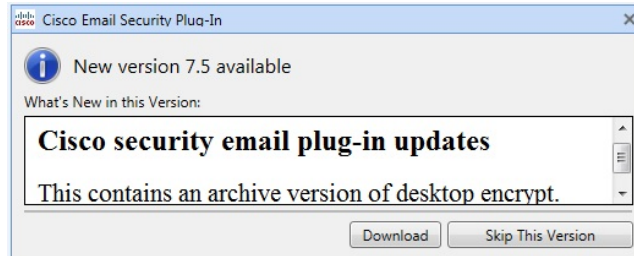 cisco Cisco Email Security Plug-In
New version 7.5 available
What's New in this Version:
Cisco security email plug-in updates
This contains an archive version of desktop encrypt.
Download Skip This Version